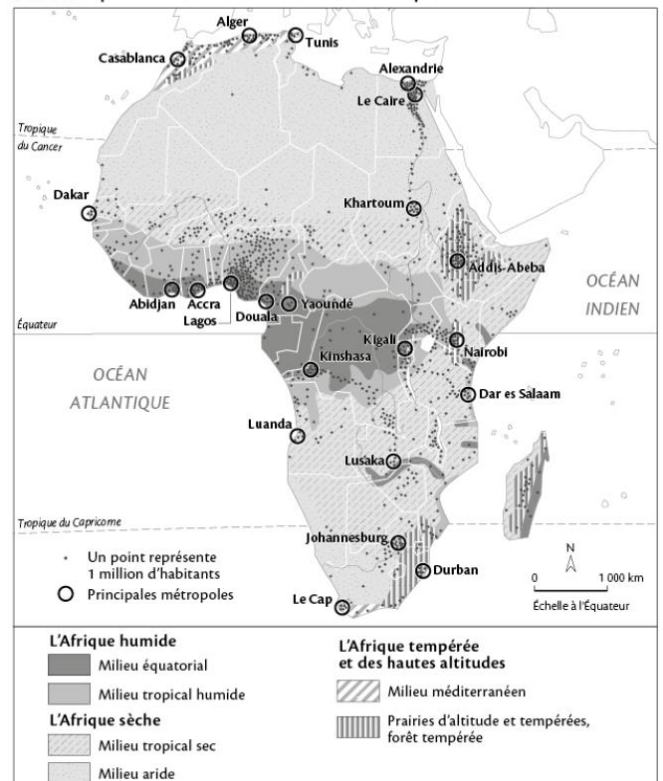 Alger
Tunis
Casablanca
Alexandrie
Le Caire
Tropique
du Cancer
Dakar
Khartoum
Addis-Abeba
OCÉAN
INDIEN
Abidjan
Accra
Lagos
Douala
Yaoundé
Équateur
Kigali
Nairobi
Kinshasa
OCÉAN
ATLANTIQUE
Dar es Salaam
Luanda
Lusaka
Tropique du Capricorne
Johannesburg
Durban
Le Cap
Un point représente
1 million d'habitants
Principales métropoles
N
0 1 000 km
Échelle à l'Équateur
L'Afrique humide
Milieu équatorial
Milieu tropical humide
L'Afrique sèche
Milieu tropical sec
Milieu aride
L'Afrique tempérée
et des hautes altitudes
Milieu méditerranéen
Prairies d'altitude et tempérées,
forêt tempérée